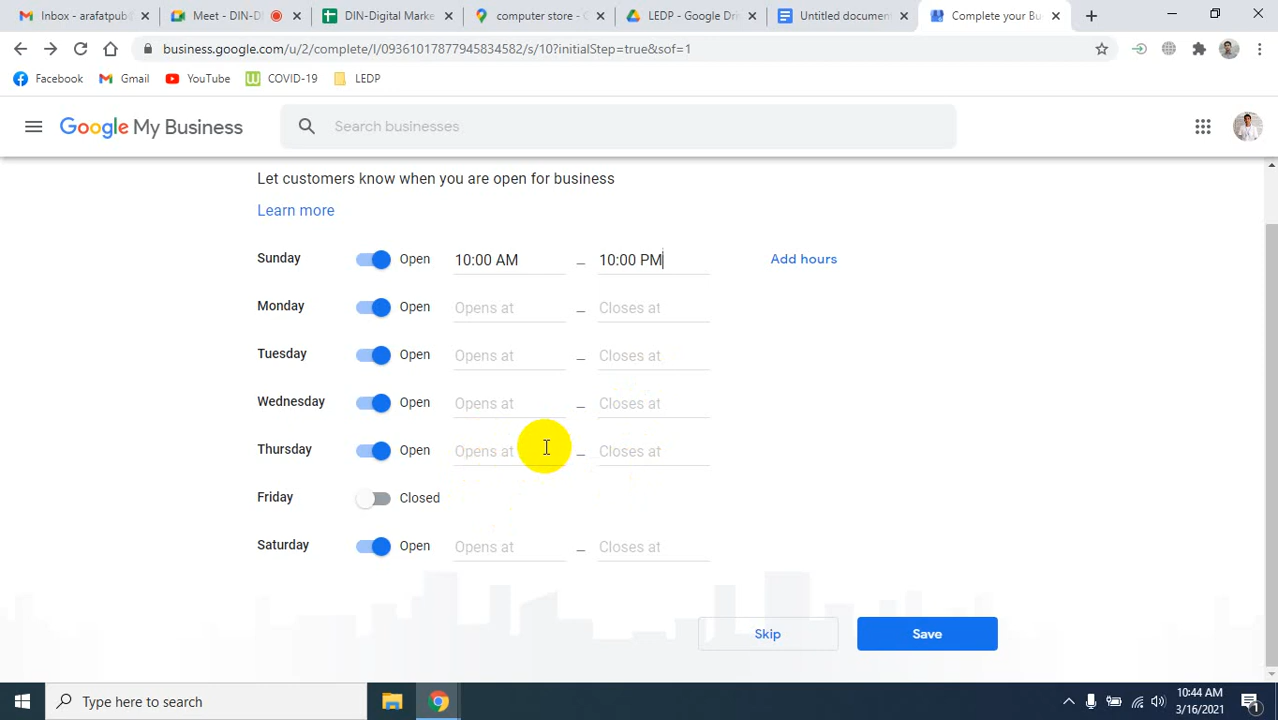 Inbox - arafatpub
Meet - DIN-D
DIN-Digital Marke
computer store - G
LEDP - Google Dri
Untitled document
Complete your Bu
business.google.com/u/2/complete/l/09361017877945834582/s/10?initialStep=true&sof=1
Facebook
Gmail
YouTube
COVID-19
LEDP
Google My Business
Search businesses
Let customers know when you are open for business
Learn more
Sunday Open 10:00 AM – 10:00 PM Add hours
Monday Open Opens at – Closes at
Tuesday Open Opens at – Closes at
Wednesday Open Opens at – Closes at
Thursday Open Opens at – Closes at
Friday Closed
Saturday Open Opens at – Closes at
Skip
Save
Type here to search
10:44 AM
3/16/2021
1